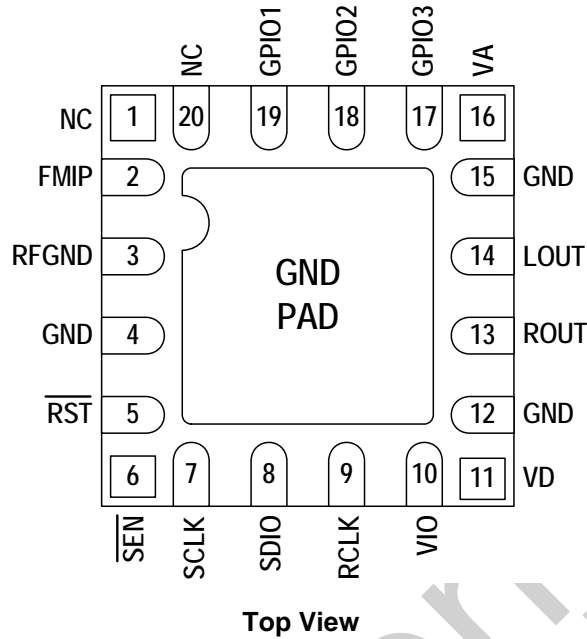 NC
GPIO1
GPIO2
GPIO3
VA
NC 1 20 19 18 17 16
FMIP 2 15 GND
RFGND 3 14 LOUT
GND PAD
GND 4 13 ROUT
RST 5 12 GND
6 7 8 9 10 11 VD
SEN
SCLK
SDIO
RCLK
VIO
Top View